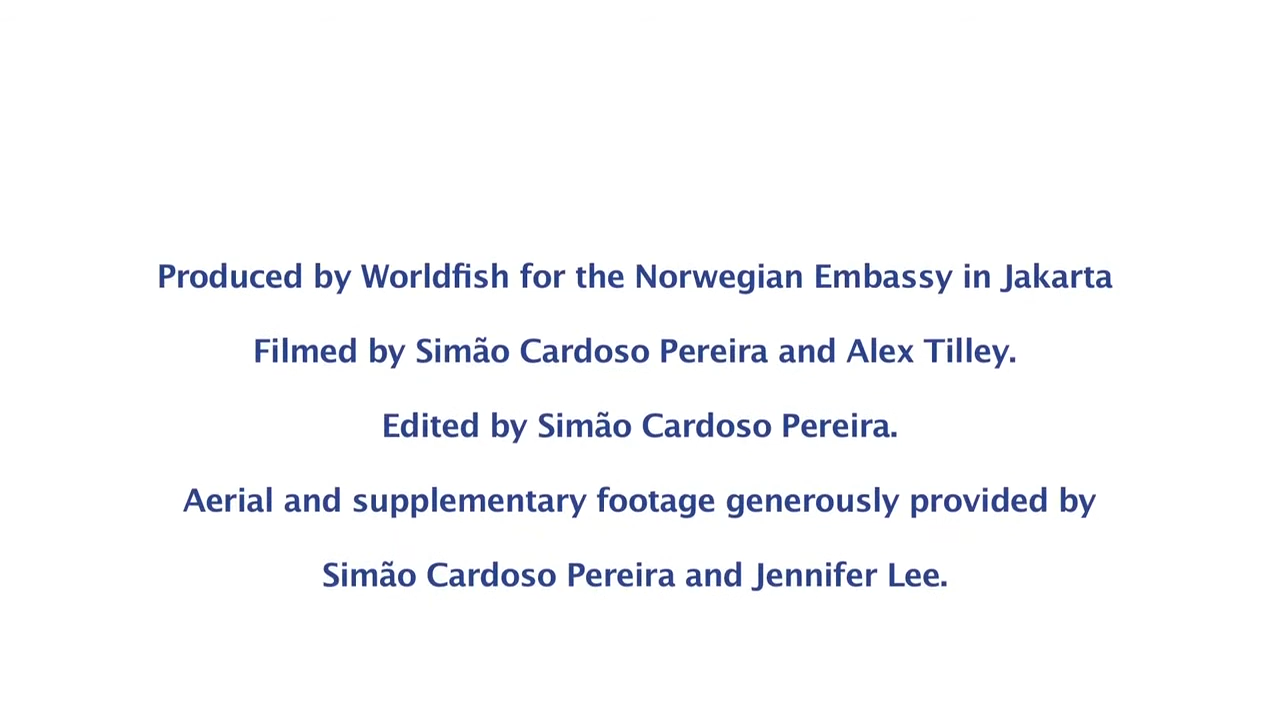 Produced by Worldfish for the Norwegian Embassy in Jakarta
Filmed by Simão Cardoso Pereira and Alex Tilley.
Edited by Simão Cardoso Pereira.
Aerial and supplementary footage generously provided by
Simão Cardoso Pereira and Jennifer Lee.